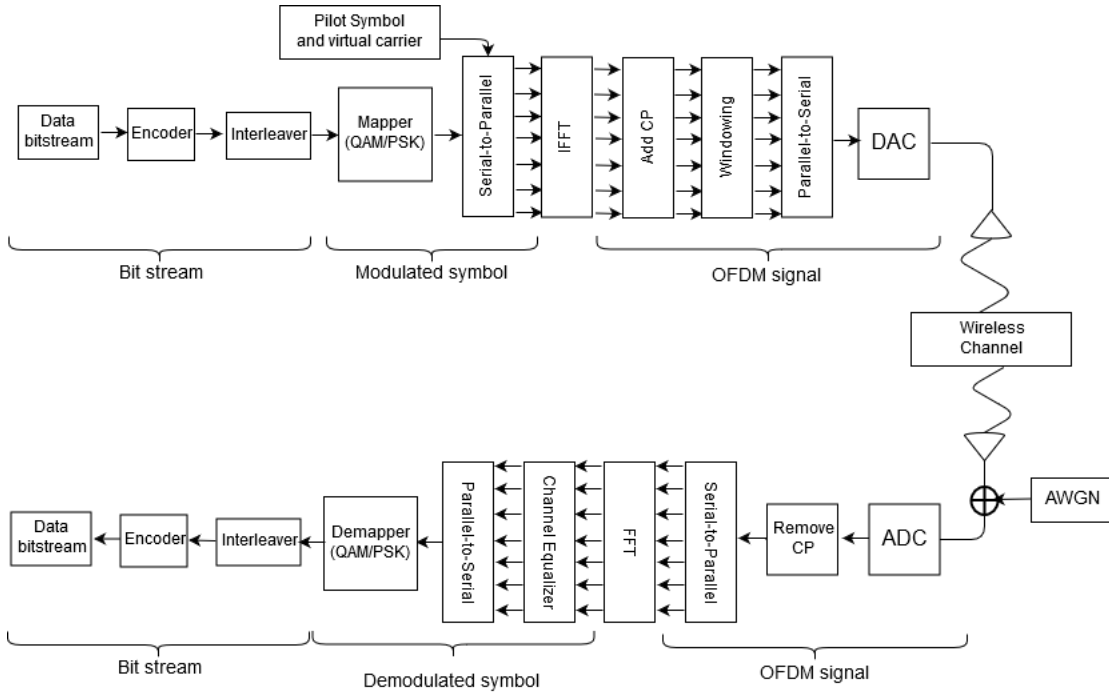 Pilot Symbol
and virtual carrier
Data
bitstream
Encoder
Interleaver
Mapper
(QAM/PSK)
Serial-to-Parallel
IFFT
Add CP
Windowing
Parallel-to-Serial
DAC
Bit stream
Modulated symbol
OFDM signal
Wireless
Channel
AWGN
Data
bitstream
Encoder
Interleaver
Demapper
(QAM/PSK)
Parallel-to-Serial
Channel Equalizer
FFT
Serial-to-Parallel
Remove
CP
ADC
Bit stream
Demodulated symbol
OFDM signal